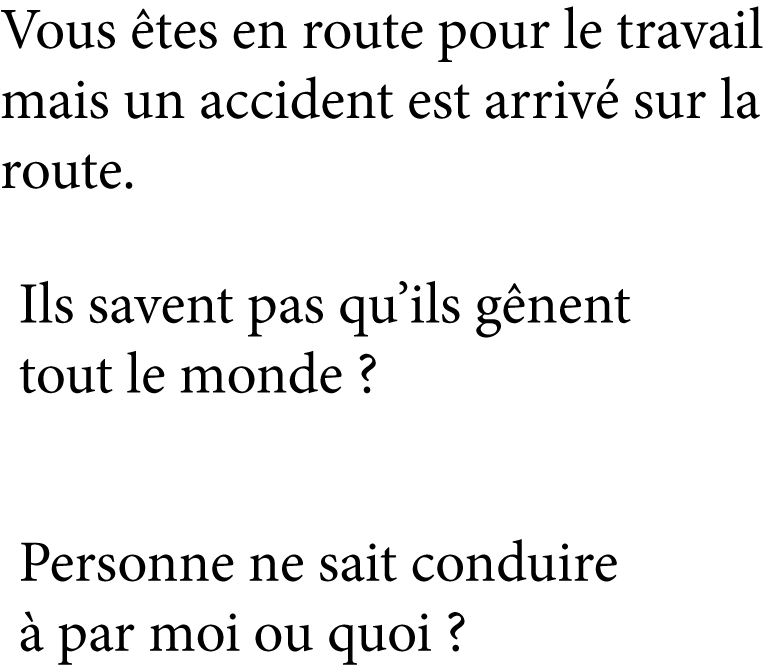 Vous êtes en route pour le travail
mais un accident est arrivé sur la
route.
Ils savent pas qu’ils gênent
tout le monde ?
Personne ne sait conduire
à par moi ou quoi ?